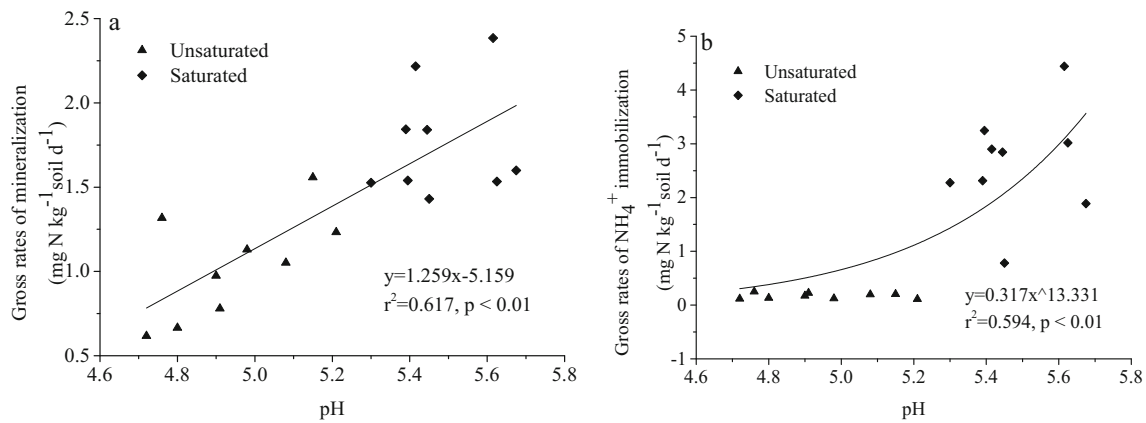 a
Unsaturated
Saturated
Gross rates of mineralization
(mg N kg⁻¹ soil d⁻¹)
2.5
2.0
1.5
1.0
0.5
y=1.259x-5.159
r²=0.617, p < 0.01
4.6 4.8 5.0 5.2 5.4 5.6 5.8
pH
b
Unsaturated
Saturated
Gross rates of NH₄⁺ immobilization
(mg N kg⁻¹ soil d⁻¹)
5
4
3
2
1
0
-1
y=0.317x^13.331
r²=0.594, p < 0.01
4.6 4.8 5.0 5.2 5.4 5.6 5.8
pH